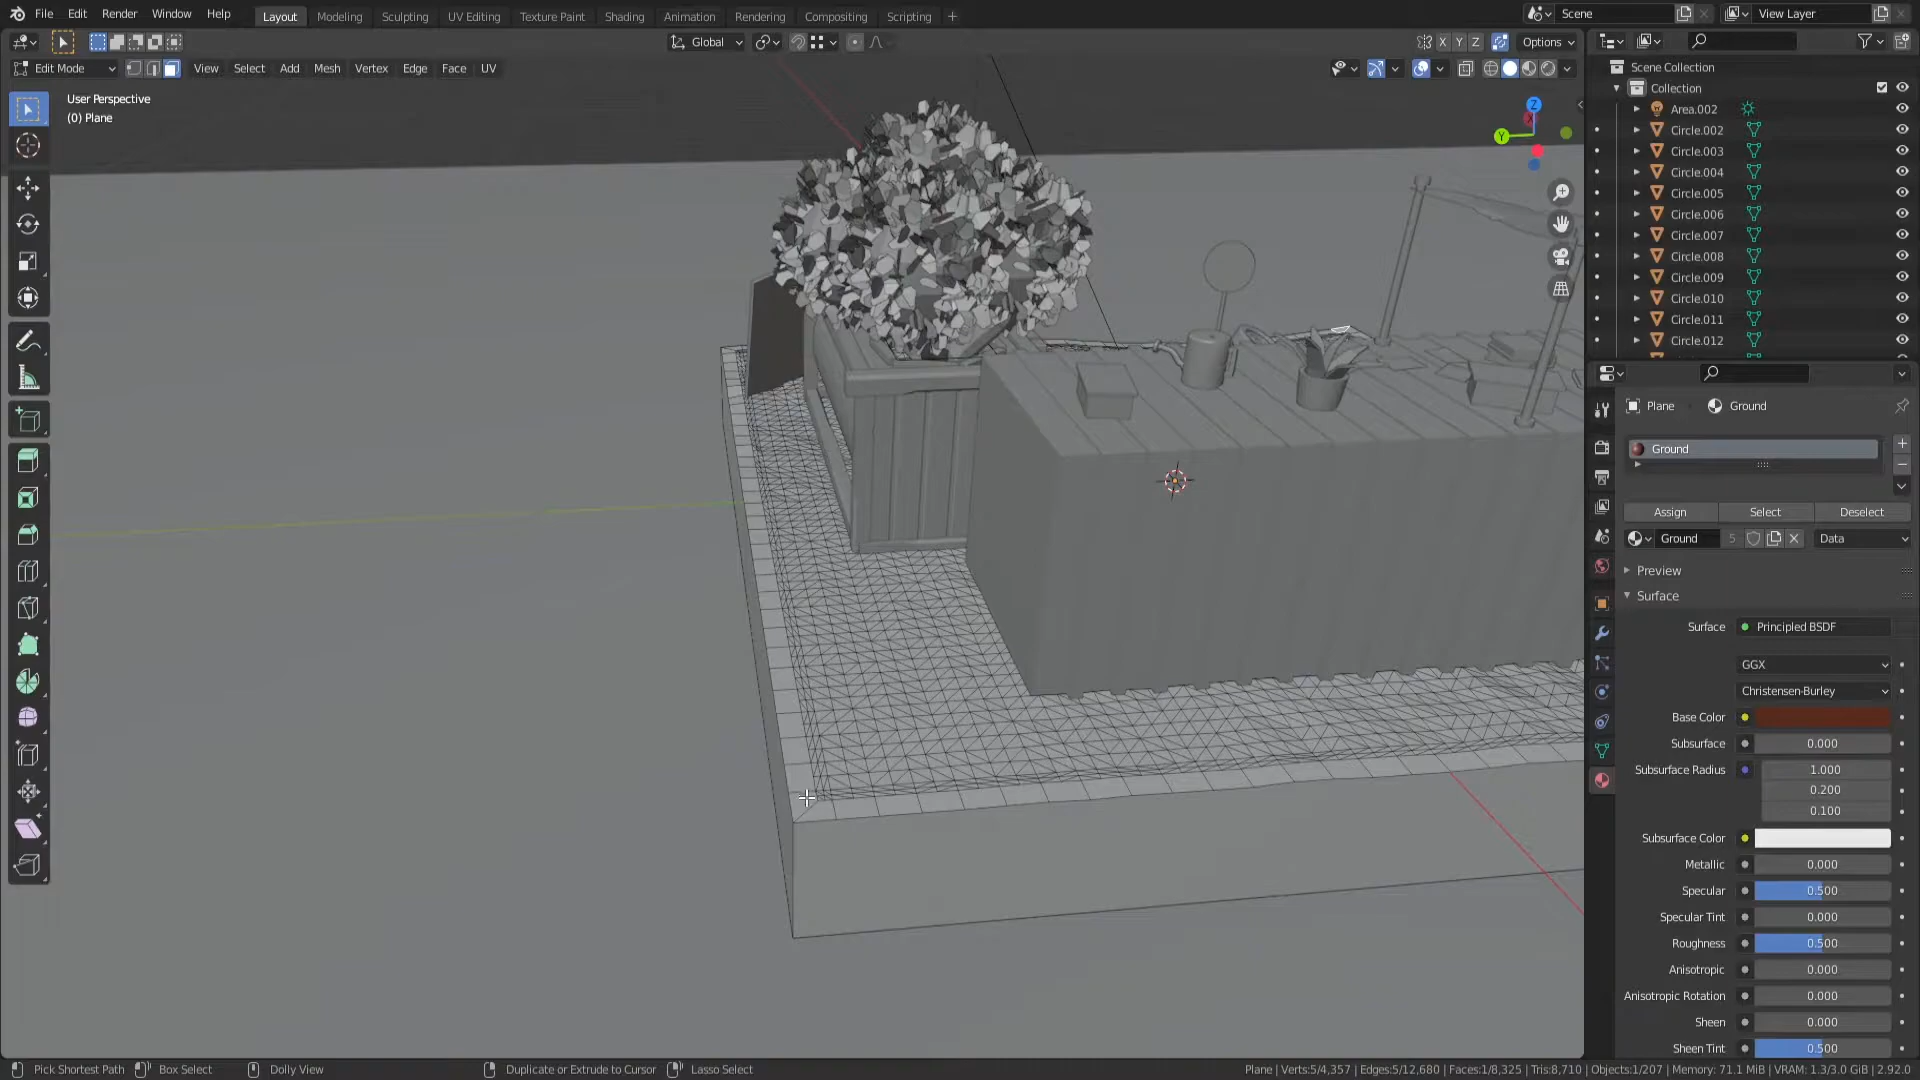 File Edit Render Window Help Layout Modeling Sculpting UV Editing Texture Paint Shading Animation Rendering Compositing Scripting + Scene View Layer
Global X Y Z Options
Edit Mode View Select Add Mesh Vertex Edge Face UV
User Perspective
(0) Plane
Z
X
Y
Scene Collection
Collection
Area.002
Circle.002
Circle.003
Circle.004
Circle.005
Circle.006
Circle.007
Circle.008
Circle.009
Circle.010
Circle.011
Circle.012
Plane Ground
Ground
Assign Select Deselect
Ground 5 Data
Preview
Surface
Surface Principled BSDF
GGX
Christensen-Burley
Base Color
Subsurface 0.000
Subsurface Radius 1.000
0.200
0.100
Subsurface Color
Metallic 0.000
Specular 0.500
Specular Tint 0.000
Roughness 0.500
Anisotropic 0.000
Anisotropic Rotation 0.000
Sheen 0.000
Sheen Tint 0.500
Pick Shortest Path Box Select Dolly View Duplicate or Extrude to Cursor Lasso Select Plane | Verts:5/4,357 | Edges:5/12,680 | Faces:1/8,325 | Tris:8,710 | Objects:1/207 | Memory: 71.1 MiB | VRAM: 1.3/3.0 GiB | 2.92.0